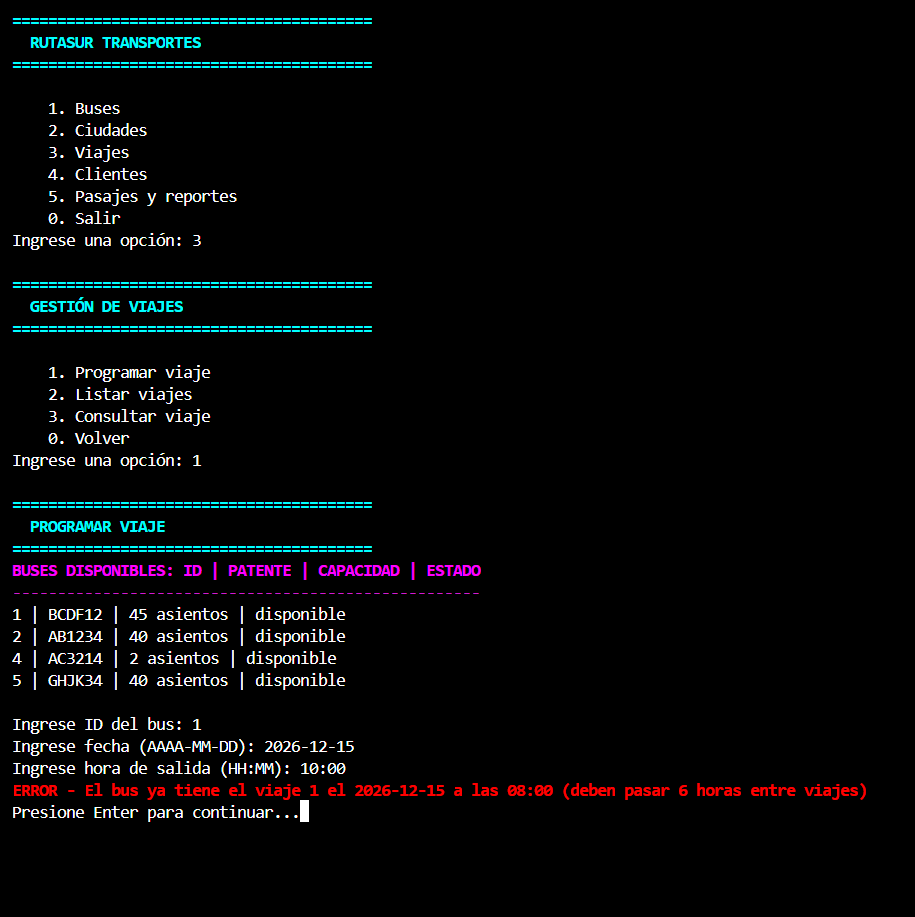 ========================================
RUTASUR TRANSPORTES
========================================
1. Buses
2. Ciudades
3. Viajes
4. Clientes
5. Pasajes y reportes
0. Salir
Ingrese una opción: 3
========================================
GESTIÓN DE VIAJES
========================================
1. Programar viaje
2. Listar viajes
3. Consultar viaje
0. Volver
Ingrese una opción: 1
========================================
PROGRAMAR VIAJE
========================================
BUSES DISPONIBLES: ID | PATENTE | CAPACIDAD | ESTADO
----------------------------------------------------
1 | BCDF12 | 45 asientos | disponible
2 | AB1234 | 40 asientos | disponible
4 | AC3214 | 2 asientos | disponible
5 | GHJK34 | 40 asientos | disponible
Ingrese ID del bus: 1
Ingrese fecha (AAAA-MM-DD): 2026-12-15
Ingrese hora de salida (HH:MM): 10:00
ERROR - El bus ya tiene el viaje 1 el 2026-12-15 a las 08:00 (deben pasar 6 horas entre viajes)
Presione Enter para continuar...